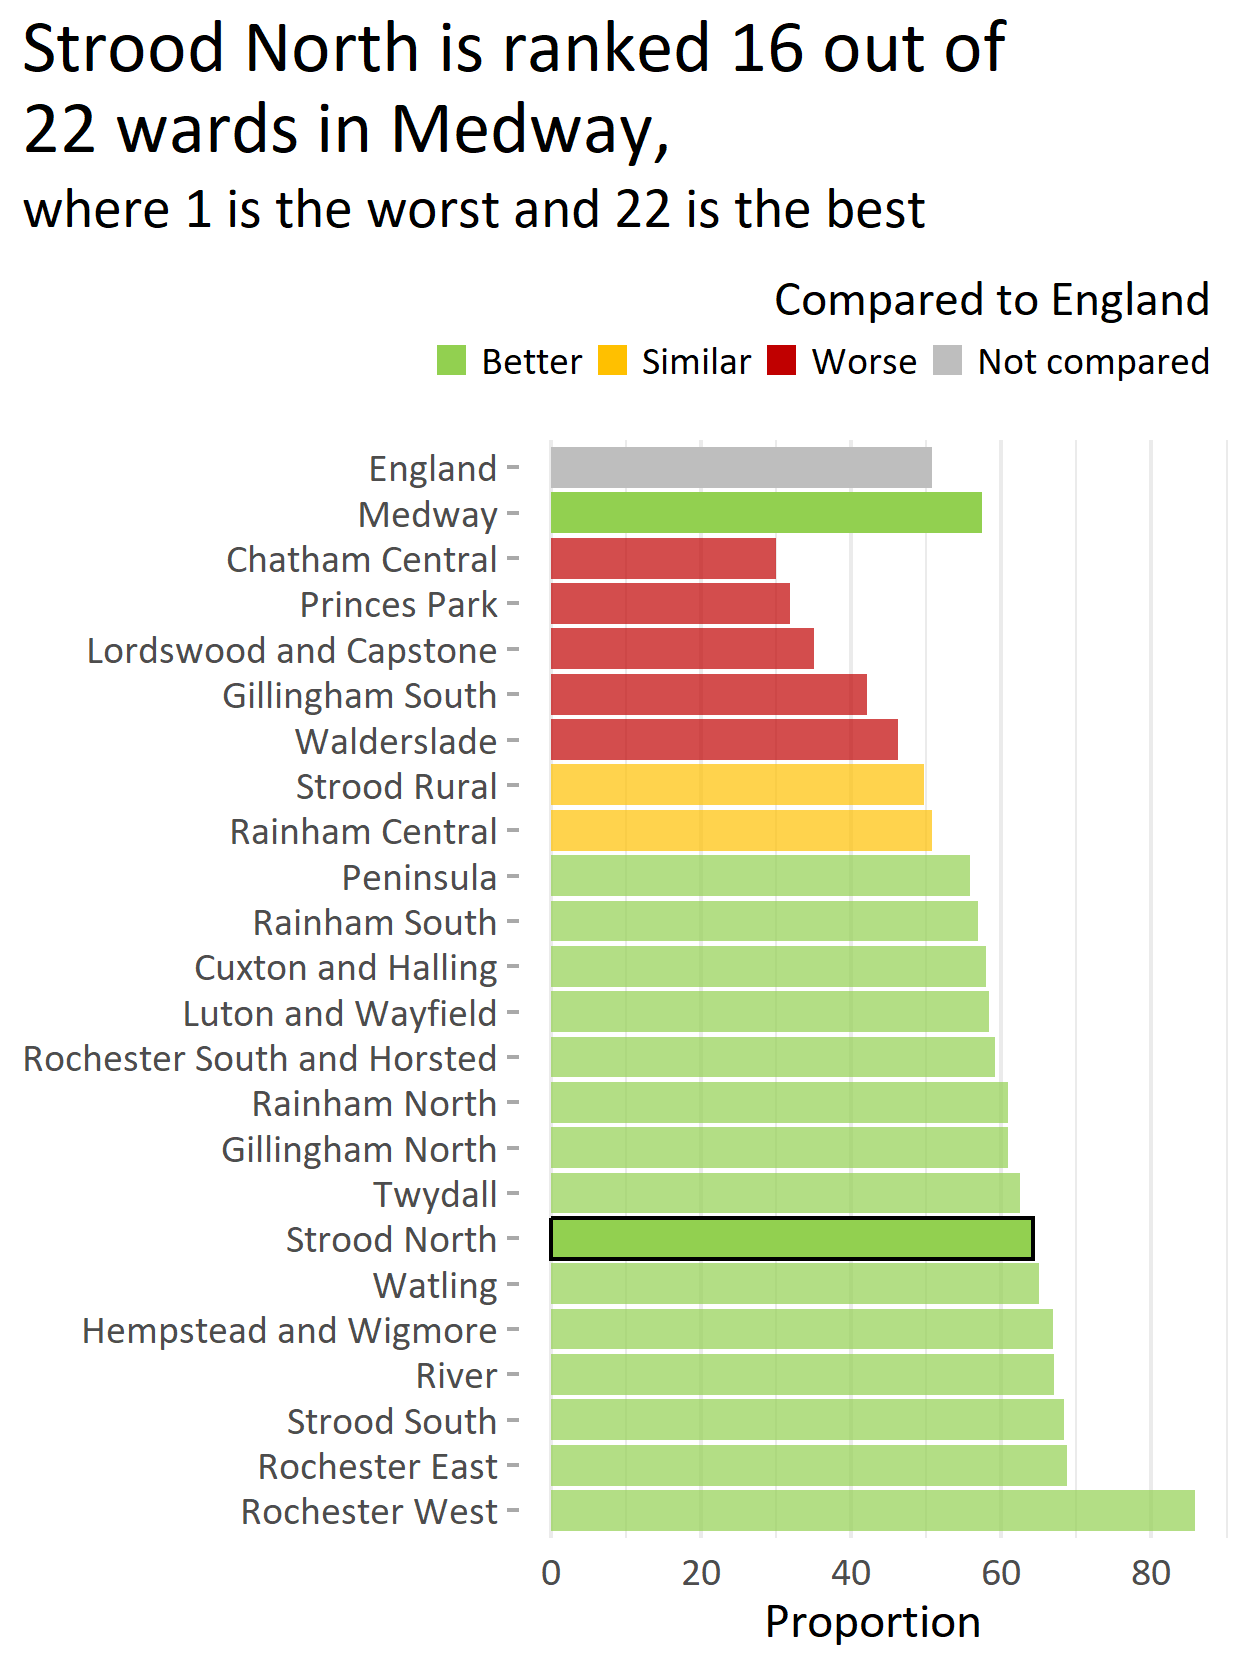 Strood North is ranked 16 out of
22 wards in Medway,
where 1 is the worst and 22 is the best
Compared to England
Better Similar Worse Not compared
England
Medway
Chatham Central
Princes Park
Lordswood and Capstone
Gillingham South
Walderslade
Strood Rural
Rainham Central
Peninsula
Rainham South
Cuxton and Halling
Luton and Wayfield
Rochester South and Horsted
Rainham North
Gillingham North
Twydall
Strood North
Watling
Hempstead and Wigmore
River
Strood South
Rochester East
Rochester West
0 20 40 60 80
Proportion